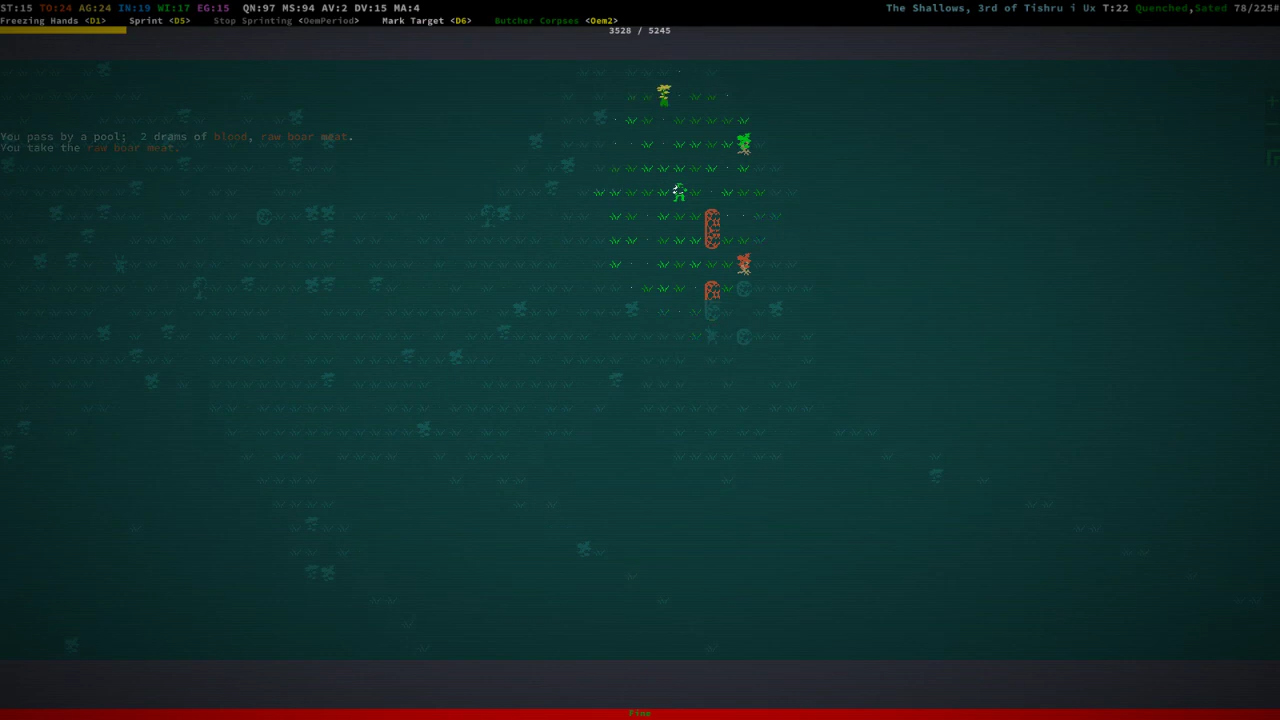 ST:15 TO:24 AG:24 IN:19 WI:17 EG:15 QN:97 MS:94 AV:2 DV:15 MA:4 The Shallows, 3rd of Tishru i Ux T:22 Quenched,Sated 78/225#
Freezing Hands <D1> Sprint <D5> Stop Sprinting <OemPeriod> Mark Target <D6> Butcher Corpses <Oem2>
3528 / 5245
You pass by a pool; 2 drams of blood, raw boar meat.
You take the raw boar meat.
Fine